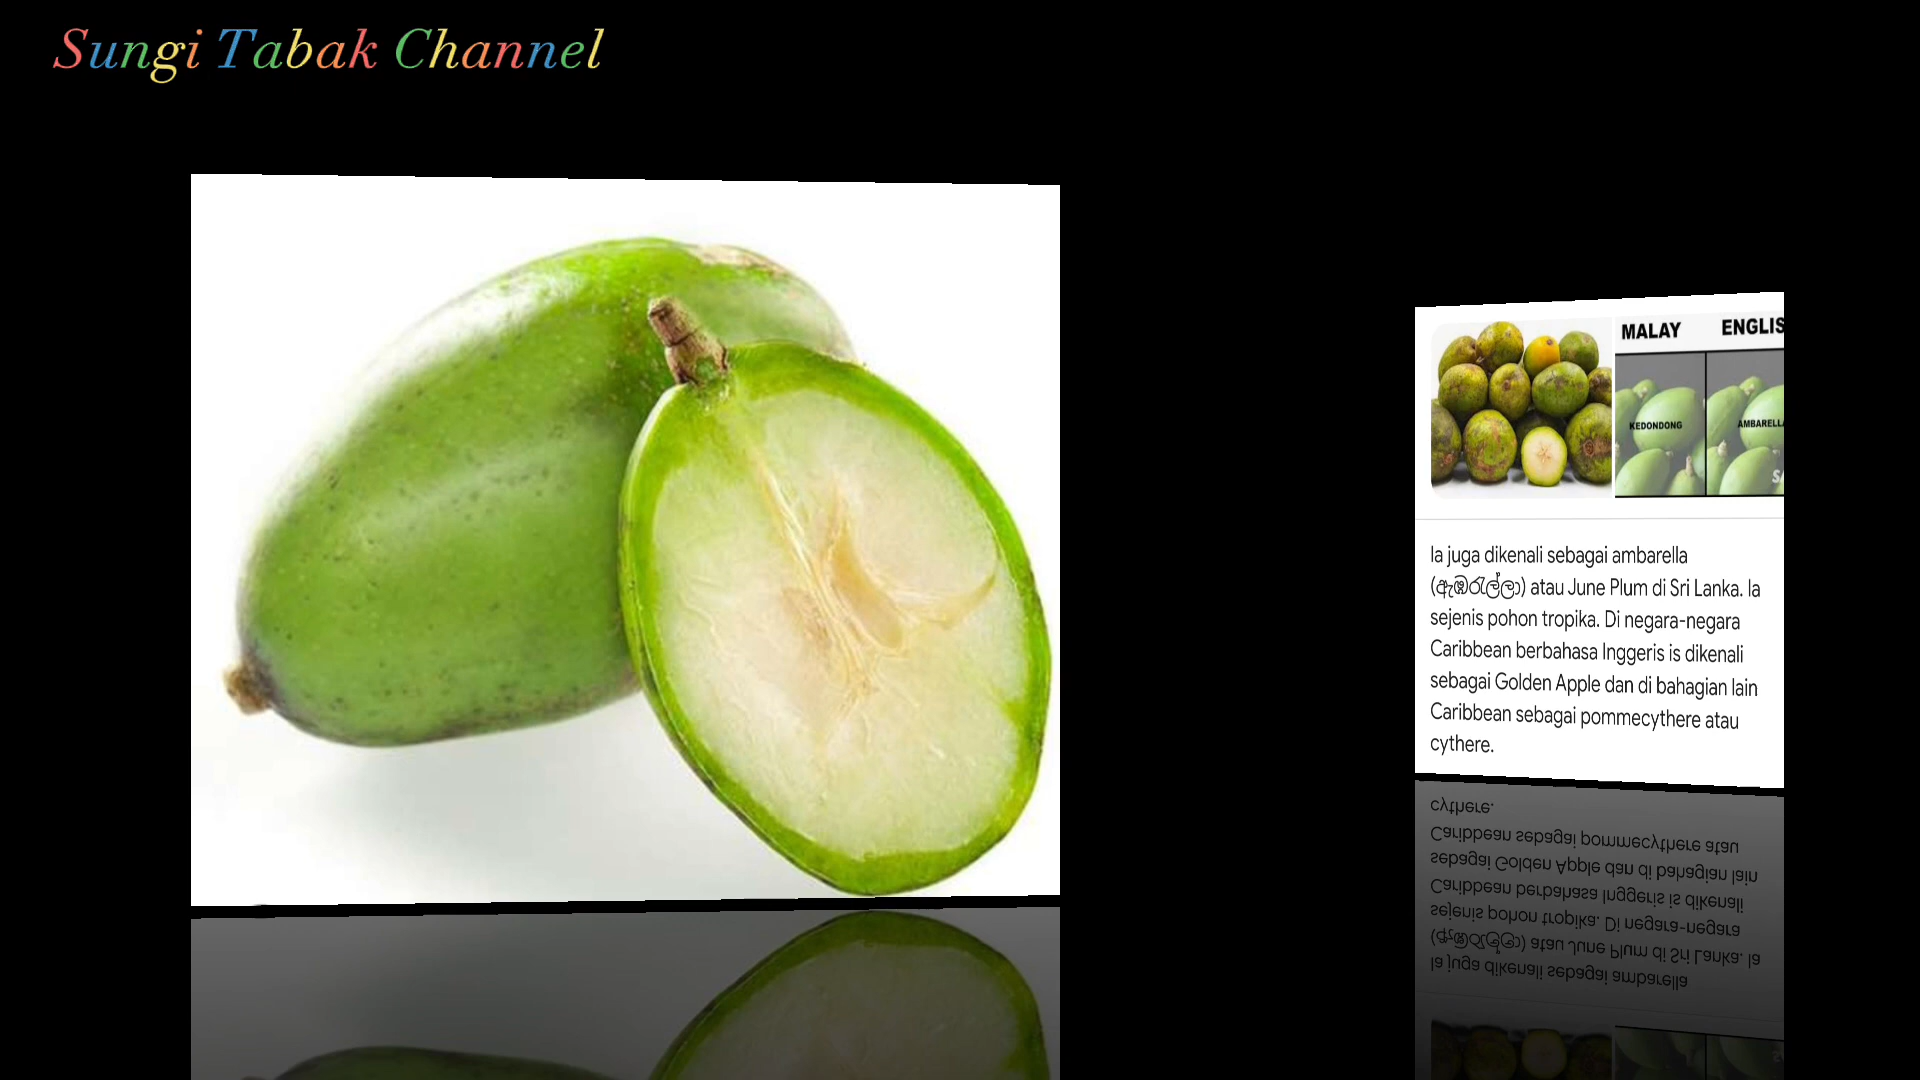 Sungi Tabak Channel
MALAY
KEDONDONG
Ia juga dikenali sebagai ambarella
(ඇඹරැල්ලා) atau June Plum di Sri Lanka. Ia
sejenis pohon tropika. Di negara-negara
Caribbean berbahasa Inggeris is dikenali
sebagai Golden Apple dan di bahagian lain
Caribbean sebagai pommecythere atau
cythere.